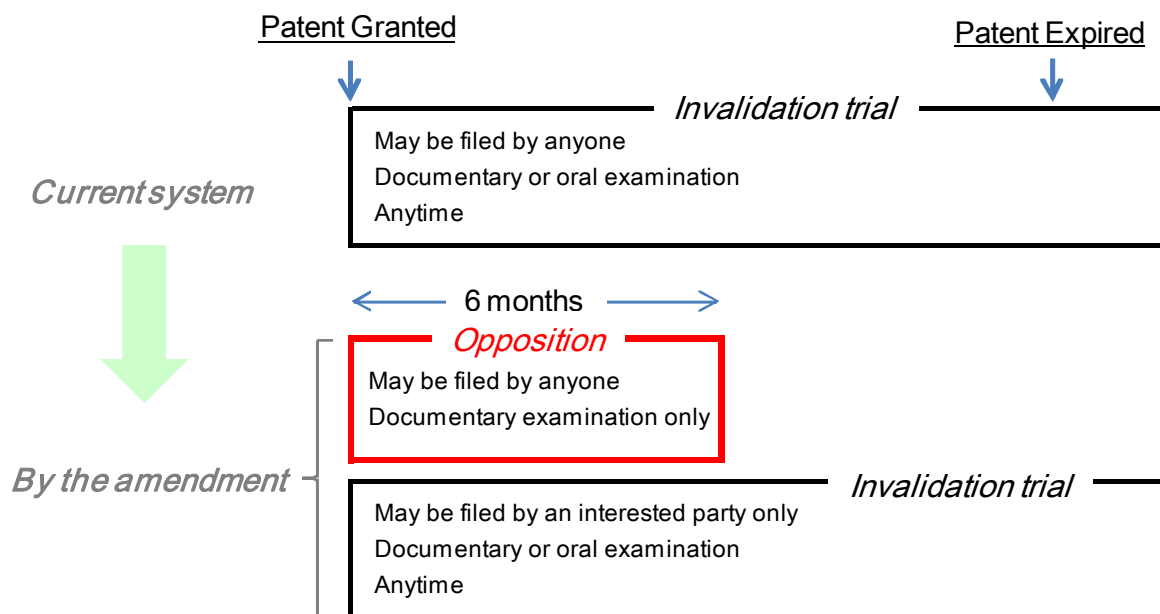 Patent Granted
Patent Expired
Invalidation trial
May be filed by anyone
Documentary or oral examination
Anytime
Current system
6 months
Opposition
May be filed by anyone
Documentary examination only
By the amendment
Invalidation trial
May be filed by an interested party only
Documentary or oral examination
Anytime